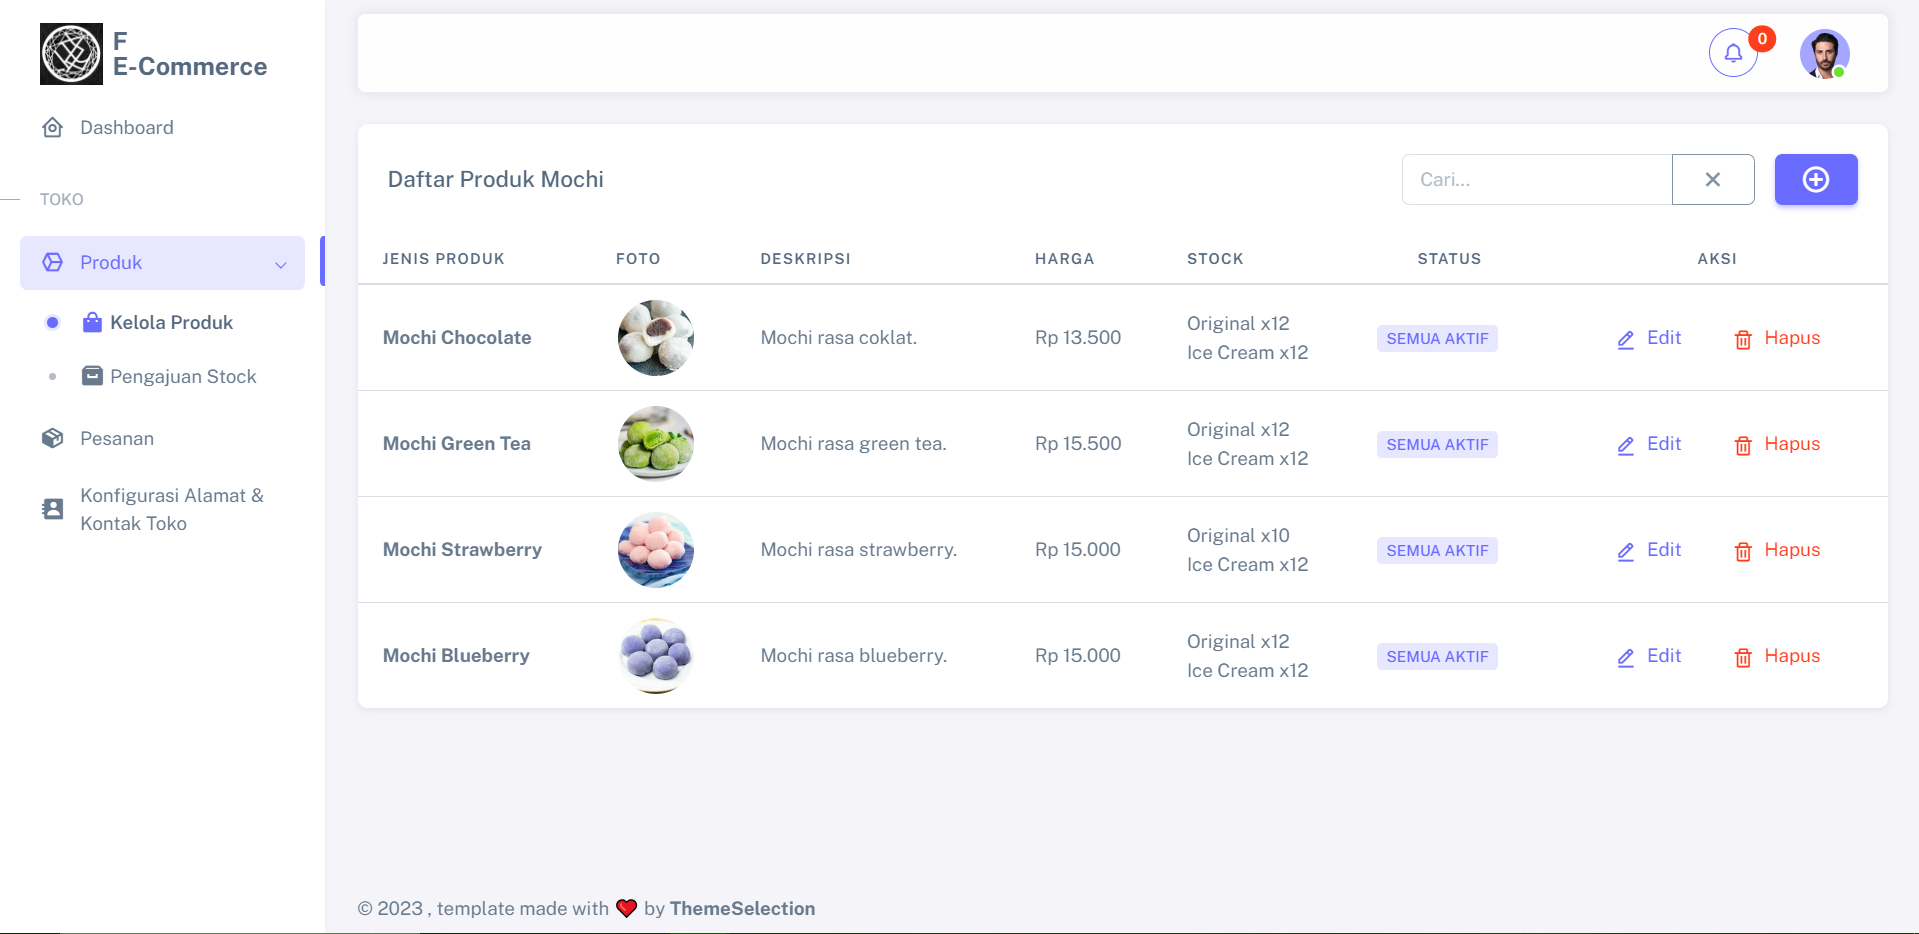 F
E-Commerce
0
Dashboard
TOKO
Produk
Kelola Produk
Pengajuan Stock
Pesanan
Konfigurasi Alamat &
Kontak Toko
Daftar Produk Mochi
Cari...
JENIS PRODUK FOTO DESKRIPSI HARGA STOCK STATUS AKSI
Mochi Chocolate Mochi rasa coklat. Rp 13.500 Original x12 SEMUA AKTIF Edit Hapus
Ice Cream x12
Mochi Green Tea Mochi rasa green tea. Rp 15.500 Original x12 SEMUA AKTIF Edit Hapus
Ice Cream x12
Mochi Strawberry Mochi rasa strawberry. Rp 15.000 Original x10 SEMUA AKTIF Edit Hapus
Ice Cream x12
Mochi Blueberry Mochi rasa blueberry. Rp 15.000 Original x12 SEMUA AKTIF Edit Hapus
Ice Cream x12
© 2023 , template made with ❤️ by ThemeSelection